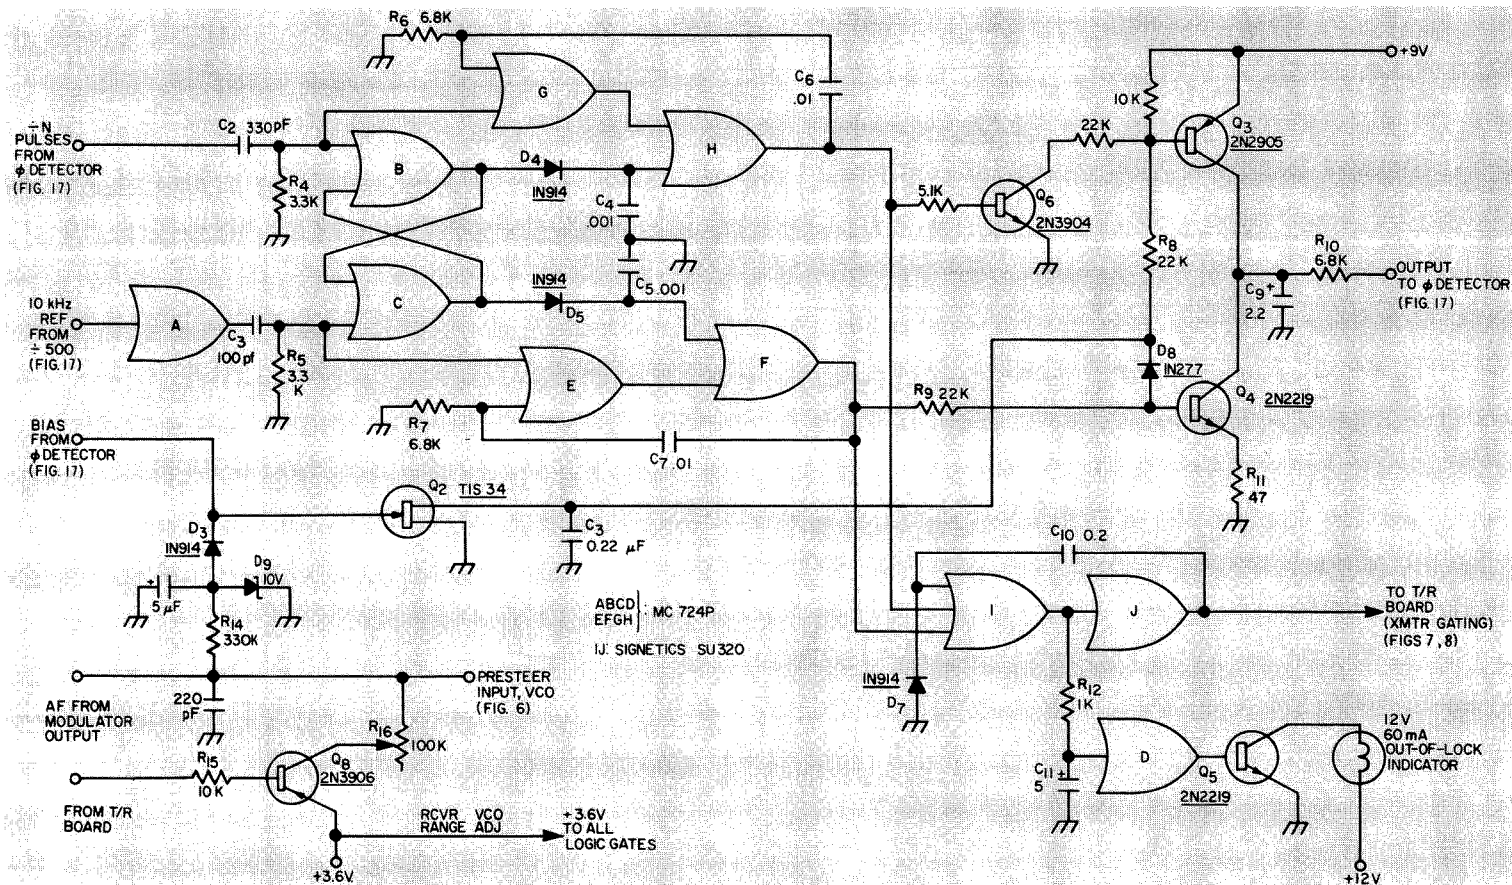 R6 6.8K
C6
.01
G
H
÷N
PULSES
FROM
φ DETECTOR
(FIG. 17)
C2 330pF
R4
3.3K
B
D4
IN914
C4
.001
10 kHz
REF
FROM
÷ 500
(FIG. 17)
A
C3
100 pf
R5
3.3
K
C
IN914
D5
C5 .001
E
F
R7
6.8K
C7 .01
BIAS
FROM
φ DETECTOR
(FIG. 17)
+9V
10 K
22 K
Q3
2N2905
5.1K
Q6
2N3904
R8
22 K
R10
6.8K
OUTPUT
TO φ DETECTOR
(FIG. 17)
C9 +
2.2
D8
IN277
R9 22K
Q4
2N2219
R11
47
Q2 TIS 34
D3
IN914
C3
0.22 μF
+
5 μF
D9
10V
R14
330K
ABCD
EFGH } : MC 724P
IJ: SIGNETICS SU320
C10 0.2
I
J
TO T/R
BOARD
(XMTR GATING)
(FIGS 7, 8)
IN914
D7
R12
1K
AF FROM
MODULATOR
OUTPUT
220
pF
PRESTEER
INPUT, VCO
(FIG. 6)
R16
100K
R15
10 K
Q8
2N3906
FROM T/R
BOARD
RCVR VCO
RANGE ADJ
+3.6V
TO ALL
LOGIC GATES
+3.6V
C11 +
5
D
Q5
2N2219
12V
60 mA
OUT-OF-LOCK
INDICATOR
+12V